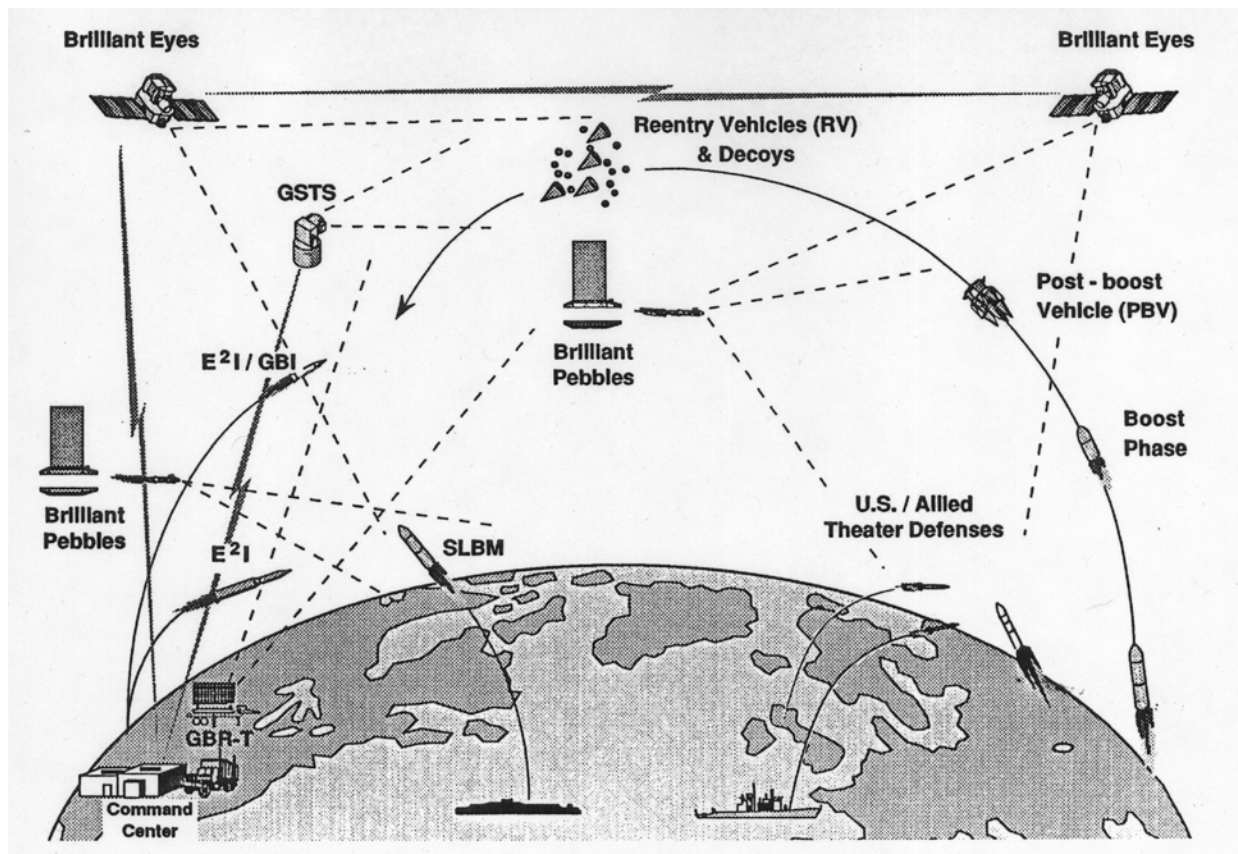 Brilliant Eyes
Brilliant Eyes
Reentry Vehicles (RV)
& Decoys
GSTS
Post - boost
Vehicle (PBV)
E²I / GBI
Brilliant
Pebbles
Boost
Phase
Brilliant
Pebbles
U.S. / Allied
Theater Defenses
E²I
SLBM
GBR-T
Command
Center